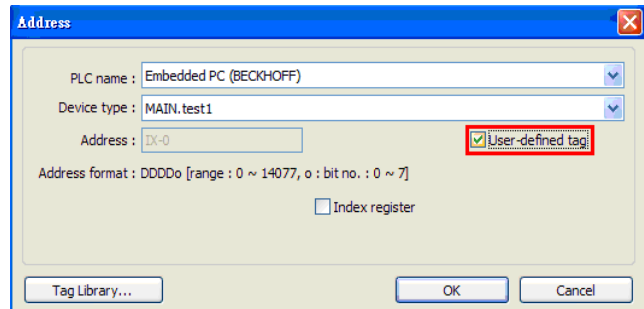 Address
PLC name : Embedded PC (BECKHOFF)
Device type : MAIN.test1
Address : IX-0 User-defined tag
Address format : DDDDo [range : 0 ~ 14077, o : bit no. : 0 ~ 7]
Index register
Tag Library... OK Cancel